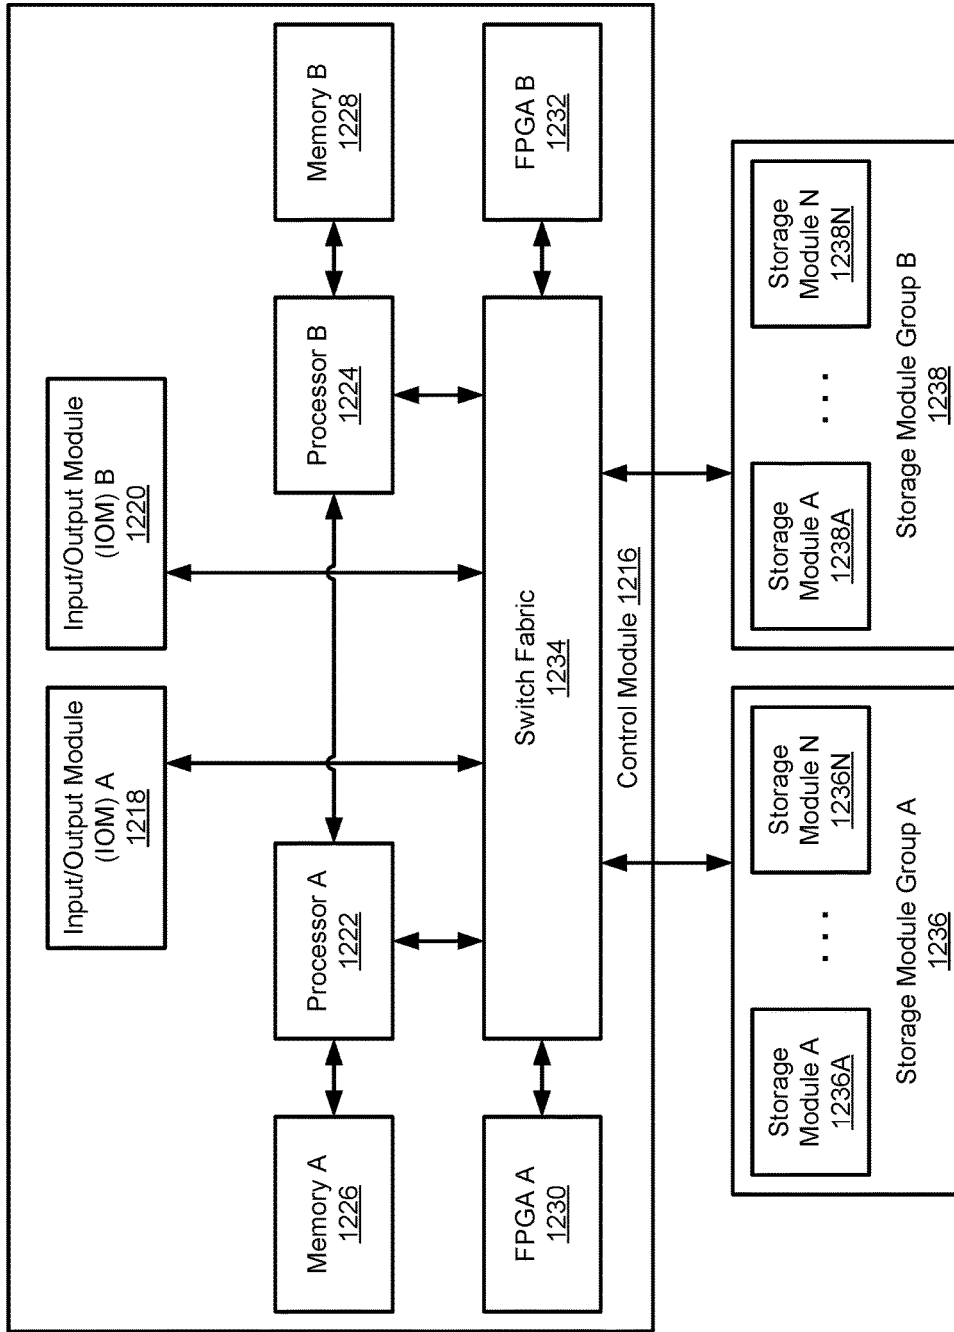 Input/Output Module
(IOM) A
1218
Input/Output Module
(IOM) B
1220
Memory A
1226
Processor A
1222
Processor B
1224
Memory B
1228
FPGA A
1230
Switch Fabric
1234
FPGA B
1232
Control Module 1216
Storage
Module A
1236A
. . .
Storage
Module N
1236N
Storage Module Group A
1236
Storage
Module A
1238A
. . .
Storage
Module N
1238N
Storage Module Group B
1238